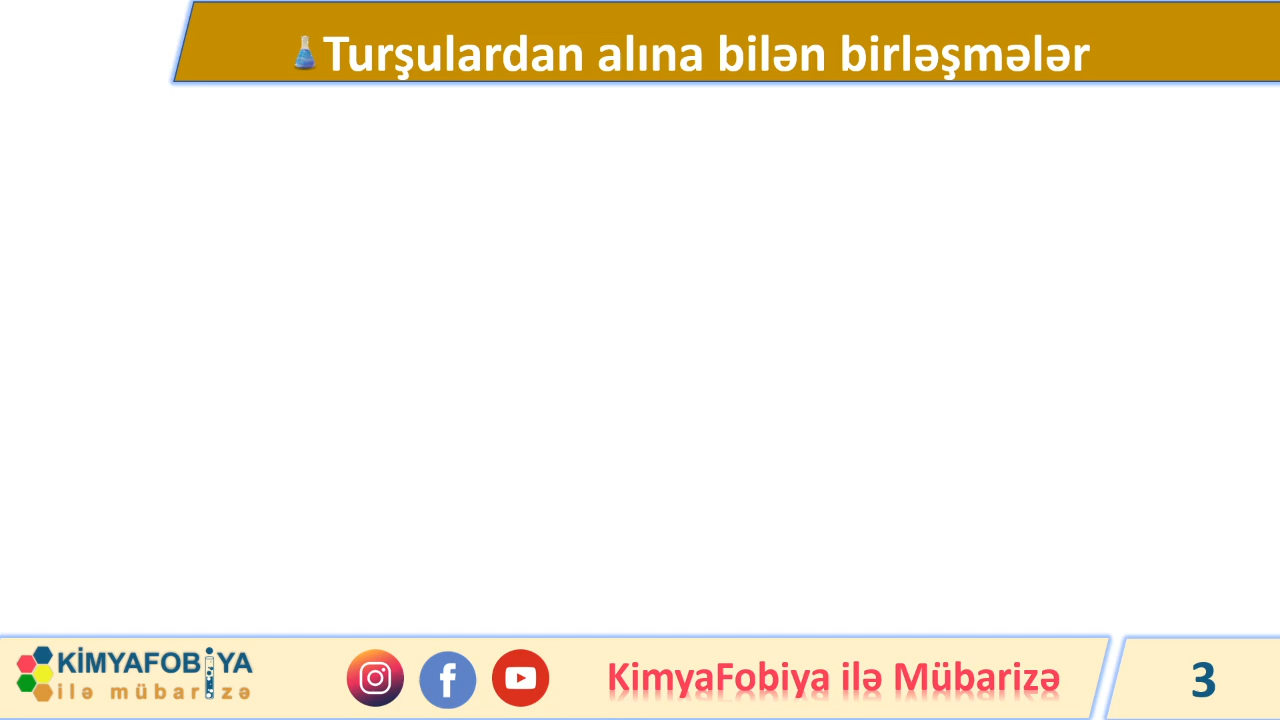 Turşulardan alına bilən birləşmələr
KİMYAFOBİYA
ilə mübarizə
KimyaFobiya ilə Mübarizə
3